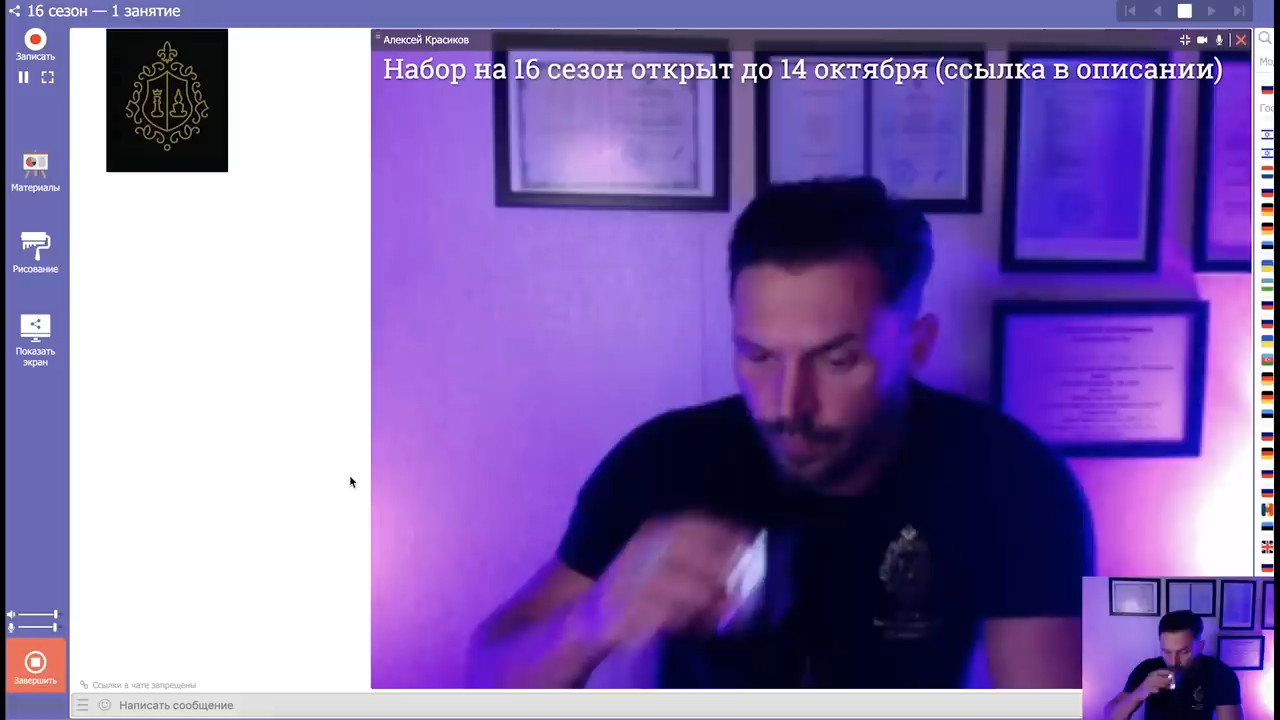 16 сезон — 1 занятие
Записать
Алексей Красиков
Набор на 16 сезон открыт до 14 октября (ссылка в описании)
Материалы
Рисование
Показать
экран
Завершить
Ссылки в чате запрещены
Написать сообщение